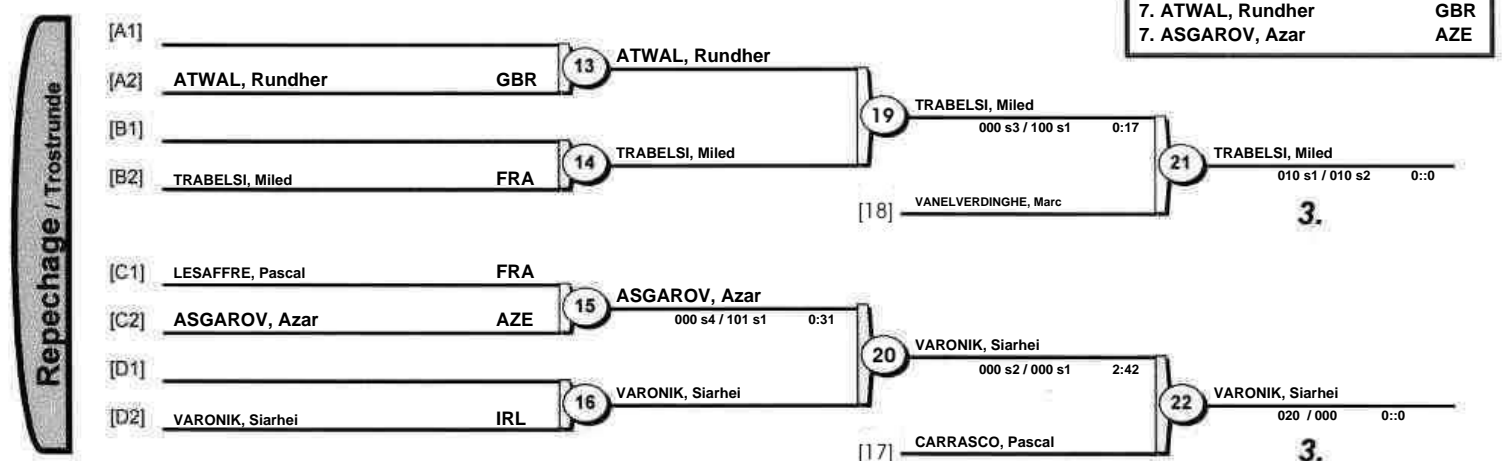 7. ATWAL, Rundher GBR
7. ASGAROV, Azar AZE
Repechage / Trostrunde
[A1]
[A2] ATWAL, Rundher GBR
13 ATWAL, Rundher
[B1]
[B2] TRABELSI, Miled FRA
14 TRABELSI, Miled
19 TRABELSI, Miled
000 s3 / 100 s1 0:17
[18] VANELVERDINGHE, Marc
21 TRABELSI, Miled
010 s1 / 010 s2 0::0
3.
[C1] LESAFFRE, Pascal FRA
[C2] ASGAROV, Azar AZE
15 ASGAROV, Azar
000 s4 / 101 s1 0:31
[D1]
[D2] VARONIK, Siarhei IRL
16 VARONIK, Siarhei
20 VARONIK, Siarhei
000 s2 / 000 s1 2:42
[17] CARRASCO, Pascal
22 VARONIK, Siarhei
020 / 000 0::0
3.